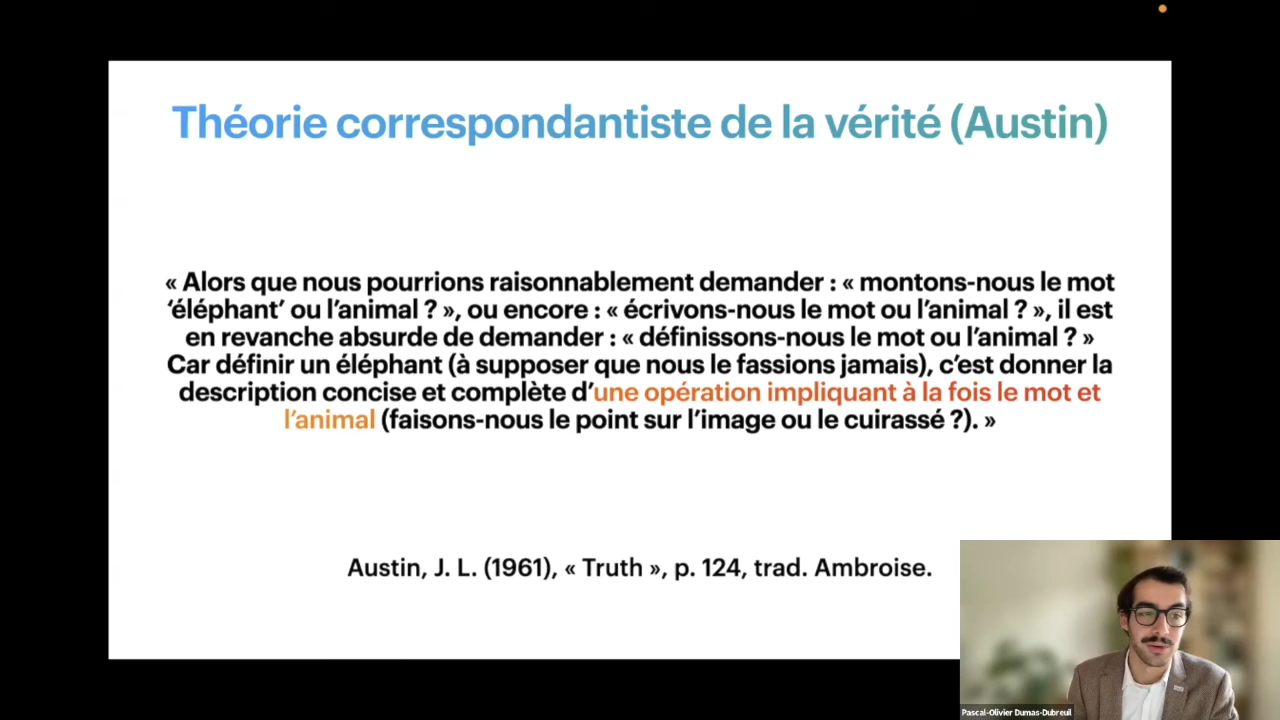 Théorie correspondantiste de la vérité (Austin)
« Alors que nous pourrions raisonnablement demander : « montons-nous le mot
‘éléphant’ ou l’animal ? », ou encore : « écrivons-nous le mot ou l’animal ? », il est
en revanche absurde de demander : « définissons-nous le mot ou l’animal ? »
Car définir un éléphant (à supposer que nous le fassions jamais), c’est donner la
description concise et complète d’une opération impliquant à la fois le mot et
l’animal (faisons-nous le point sur l’image ou le cuirassé ?). »
Austin, J. L. (1961), « Truth », p. 124, trad. Ambroise.
Pascal-Olivier Dumas-Dubreuil